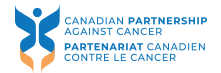 CANADIAN PARTNERSHIP
AGAINST CANCER
PARTENARIAT CANADIEN
CONTRE LE CANCER